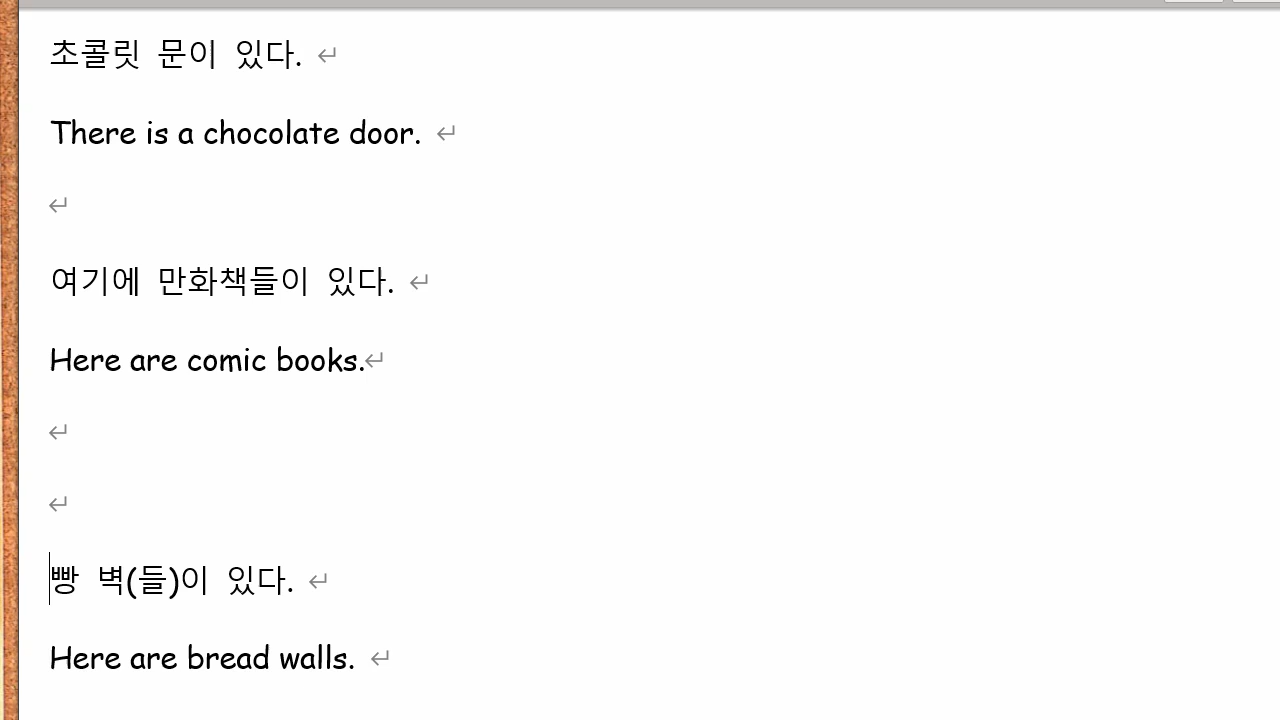 초콜릿 문이 있다.
There is a chocolate door.
여기에 만화책들이 있다.
Here are comic books.
빵 벽(들)이 있다.
Here are bread walls.